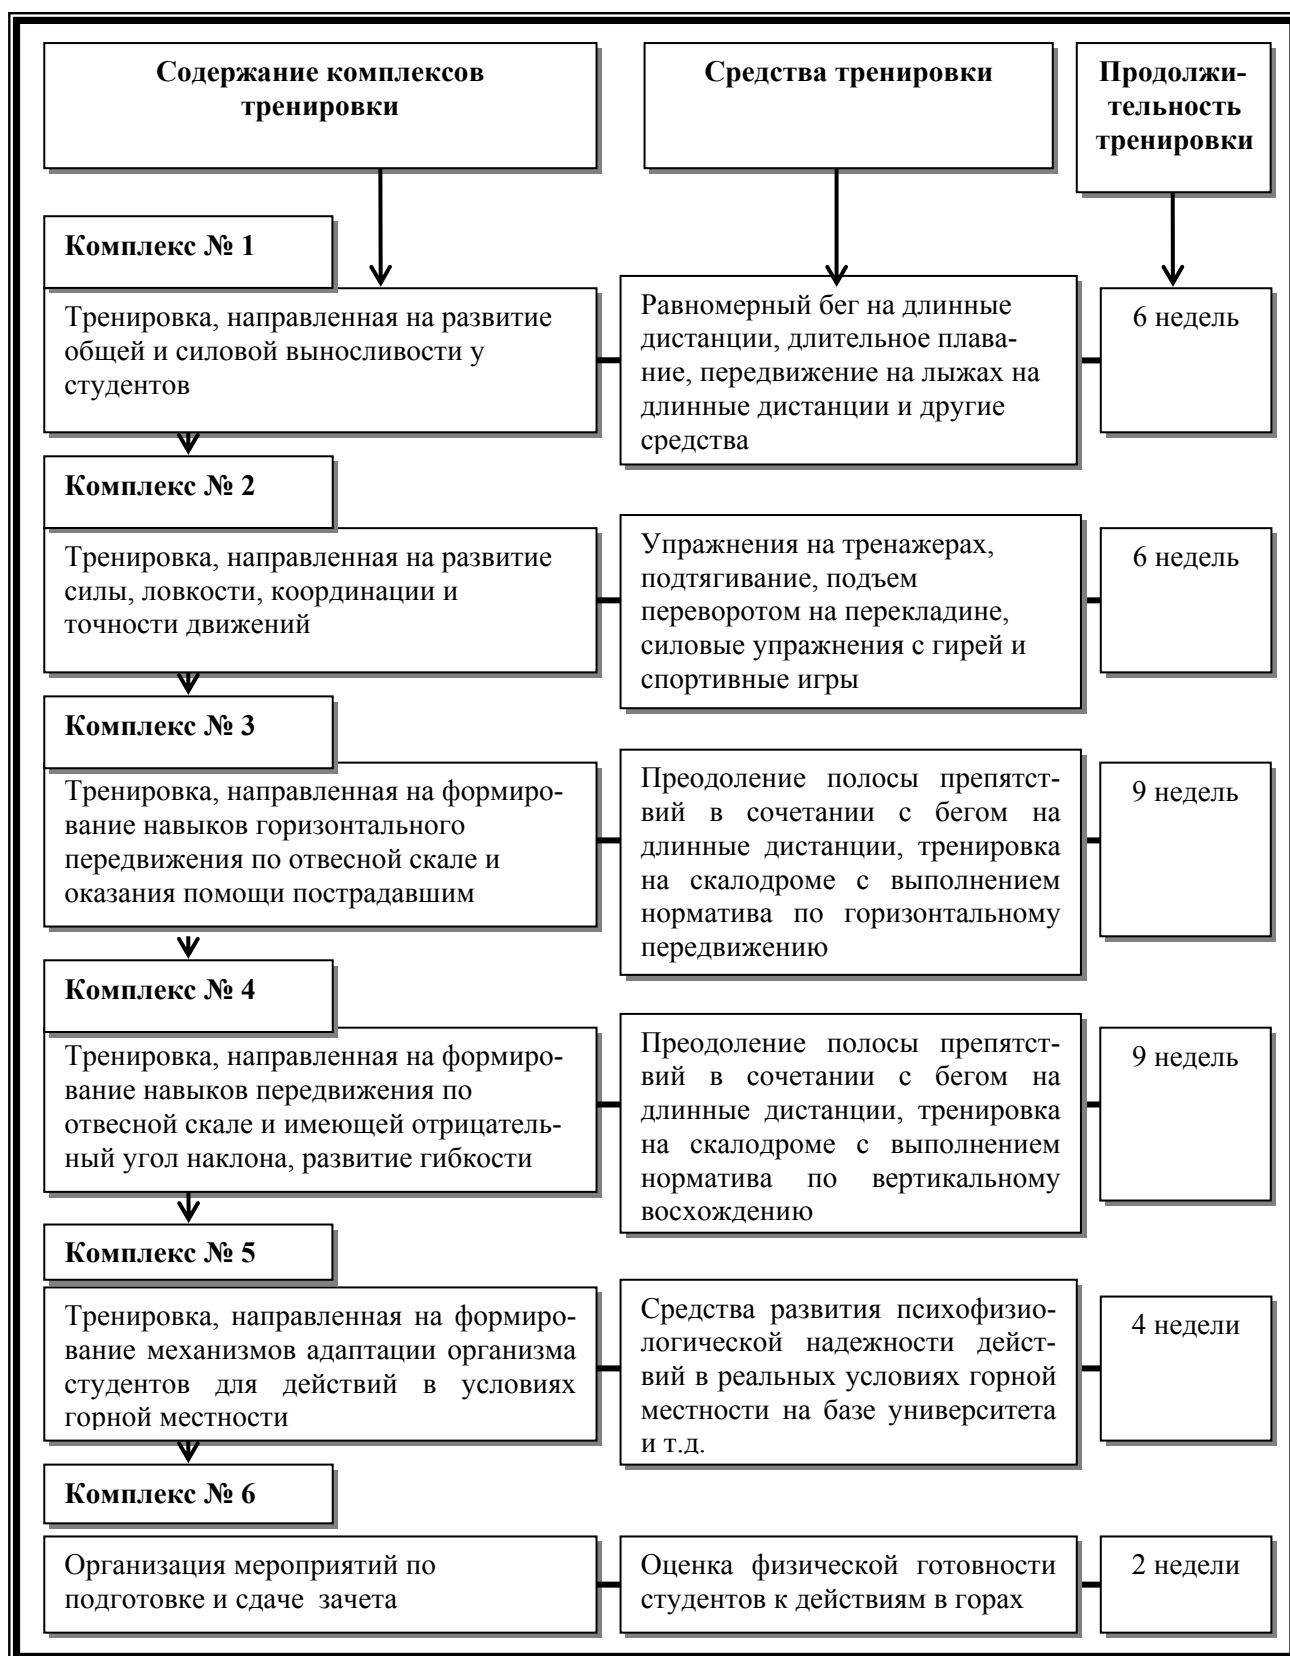 Содержание комплексов
тренировки
Средства тренировки
Продолжи-
тельность
тренировки
Комплекс № 1
Тренировка, направленная на развитие
общей и силовой выносливости у
студентов
Равномерный бег на длинные
дистанции, длительное плава-
ние, передвижение на лыжах на
длинные дистанции и другие
средства
6 недель
Комплекс № 2
Тренировка, направленная на развитие
силы, ловкости, координации и
точности движений
Упражнения на тренажерах,
подтягивание, подъем
переворотом на перекладине,
силовые упражнения с гирей и
спортивные игры
6 недель
Комплекс № 3
Тренировка, направленная на формиро-
вание навыков горизонтального
передвижения по отвесной скале и
оказания помощи пострадавшим
Преодоление полосы препятст-
вий в сочетании с бегом на
длинные дистанции, тренировка
на скалодроме с выполнением
норматива по горизонтальному
передвижению
9 недель
Комплекс № 4
Тренировка, направленная на формиро-
вание навыков передвижения по
отвесной скале и имеющей отрицатель-
ный угол наклона, развитие гибкости
Преодоление полосы препятст-
вий в сочетании с бегом на
длинные дистанции, тренировка
на скалодроме с выполнением
норматива по вертикальному
восхождению
9 недель
Комплекс № 5
Тренировка, направленная на формиро-
вание механизмов адаптации организма
студентов для действий в условиях
горной местности
Средства развития психофизио-
логической надежности дейст-
вий в реальных условиях горной
местности на базе университета
и т.д.
4 недели
Комплекс № 6
Организация мероприятий по
подготовке и сдаче зачета
Оценка физической готовности
студентов к действиям в горах
2 недели